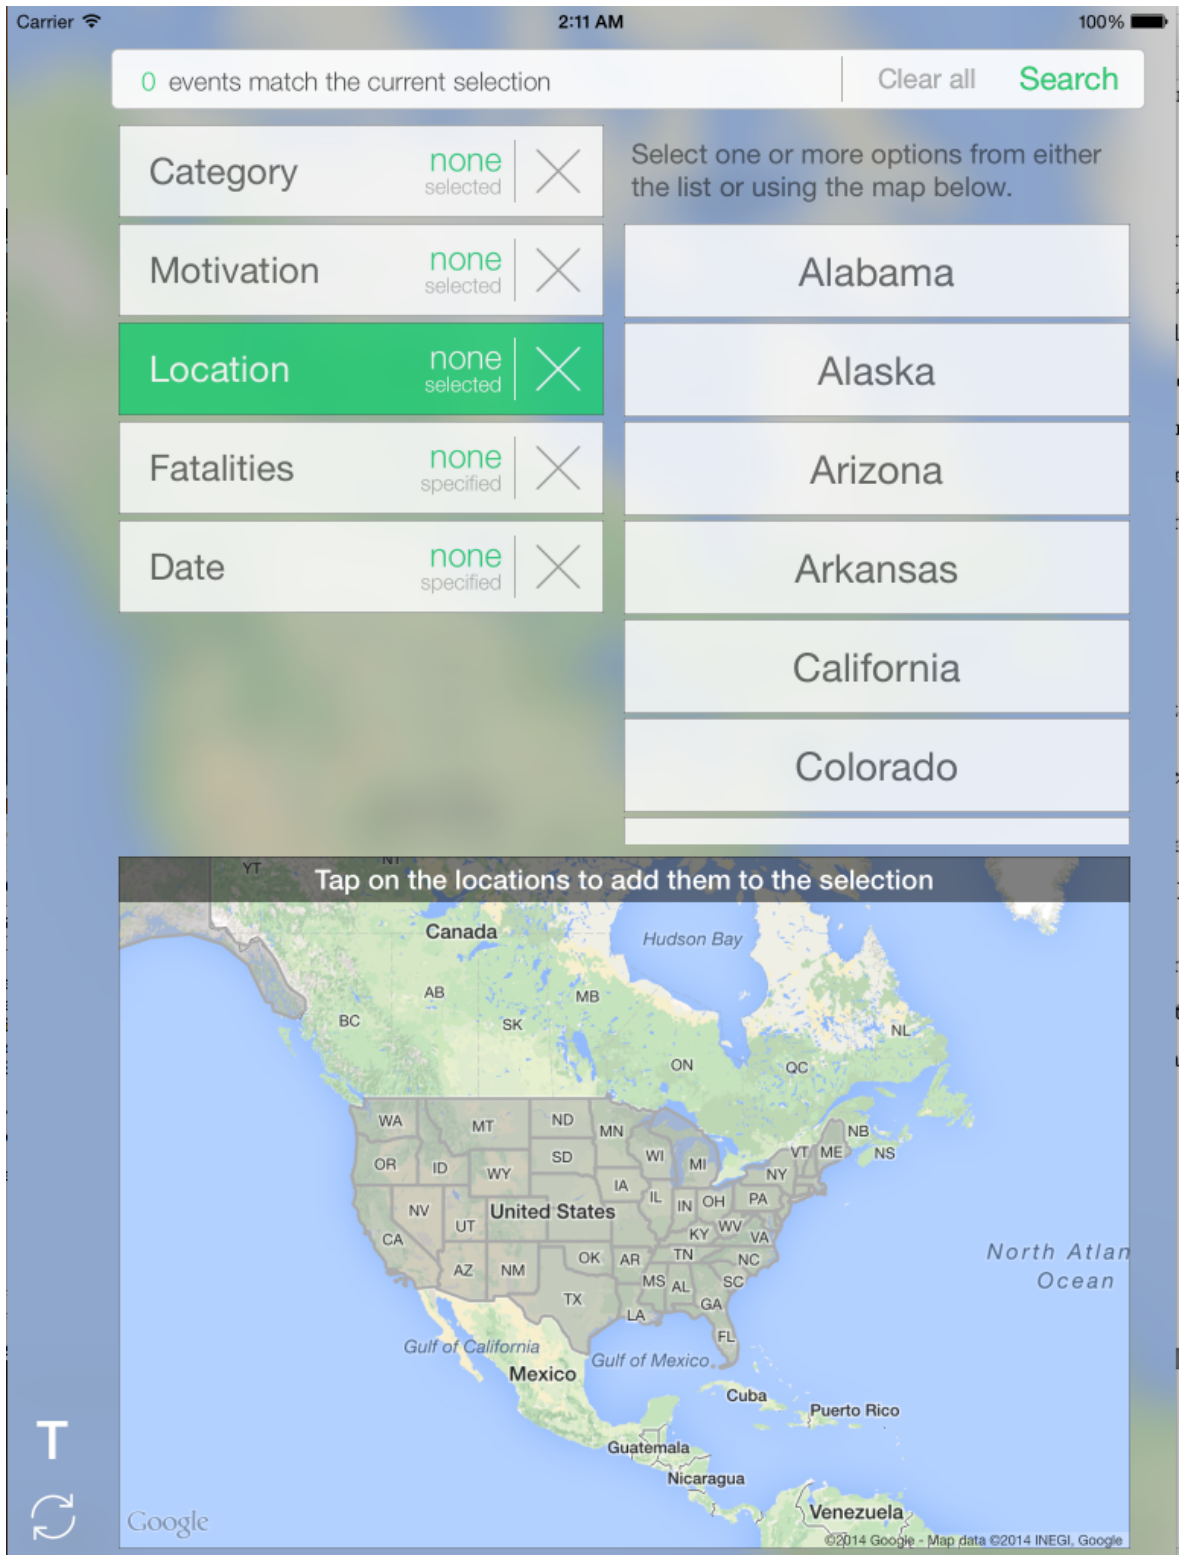 Carrier 2:11 AM 100%
0 events match the current selection Clear all Search
Category none selected
Motivation none selected
Location none selected
Fatalities none specified
Date none specified
Select one or more options from either
the list or using the map below.
Alabama
Alaska
Arizona
Arkansas
California
Colorado
Tap on the locations to add them to the selection
YT NT
Canada
Hudson Bay
AB
MB
BC
SK
NL
ON
QC
WA
MT
ND
MN
NB
OR
ID
WY
SD
WI
MI
VT
ME
NS
NY
IA
NV
UT
United States
IL
IN
OH
PA
CA
KY
WV
VA
AZ
NM
OK
AR
TN
NC
North Atlan
Ocean
TX
MS
AL
SC
LA
GA
FL
Gulf of California
Gulf of Mexico
Mexico
Cuba
Puerto Rico
T
Guatemala
Nicaragua
Venezuela
Google
©2014 Google - Map data ©2014 INEGI, Google